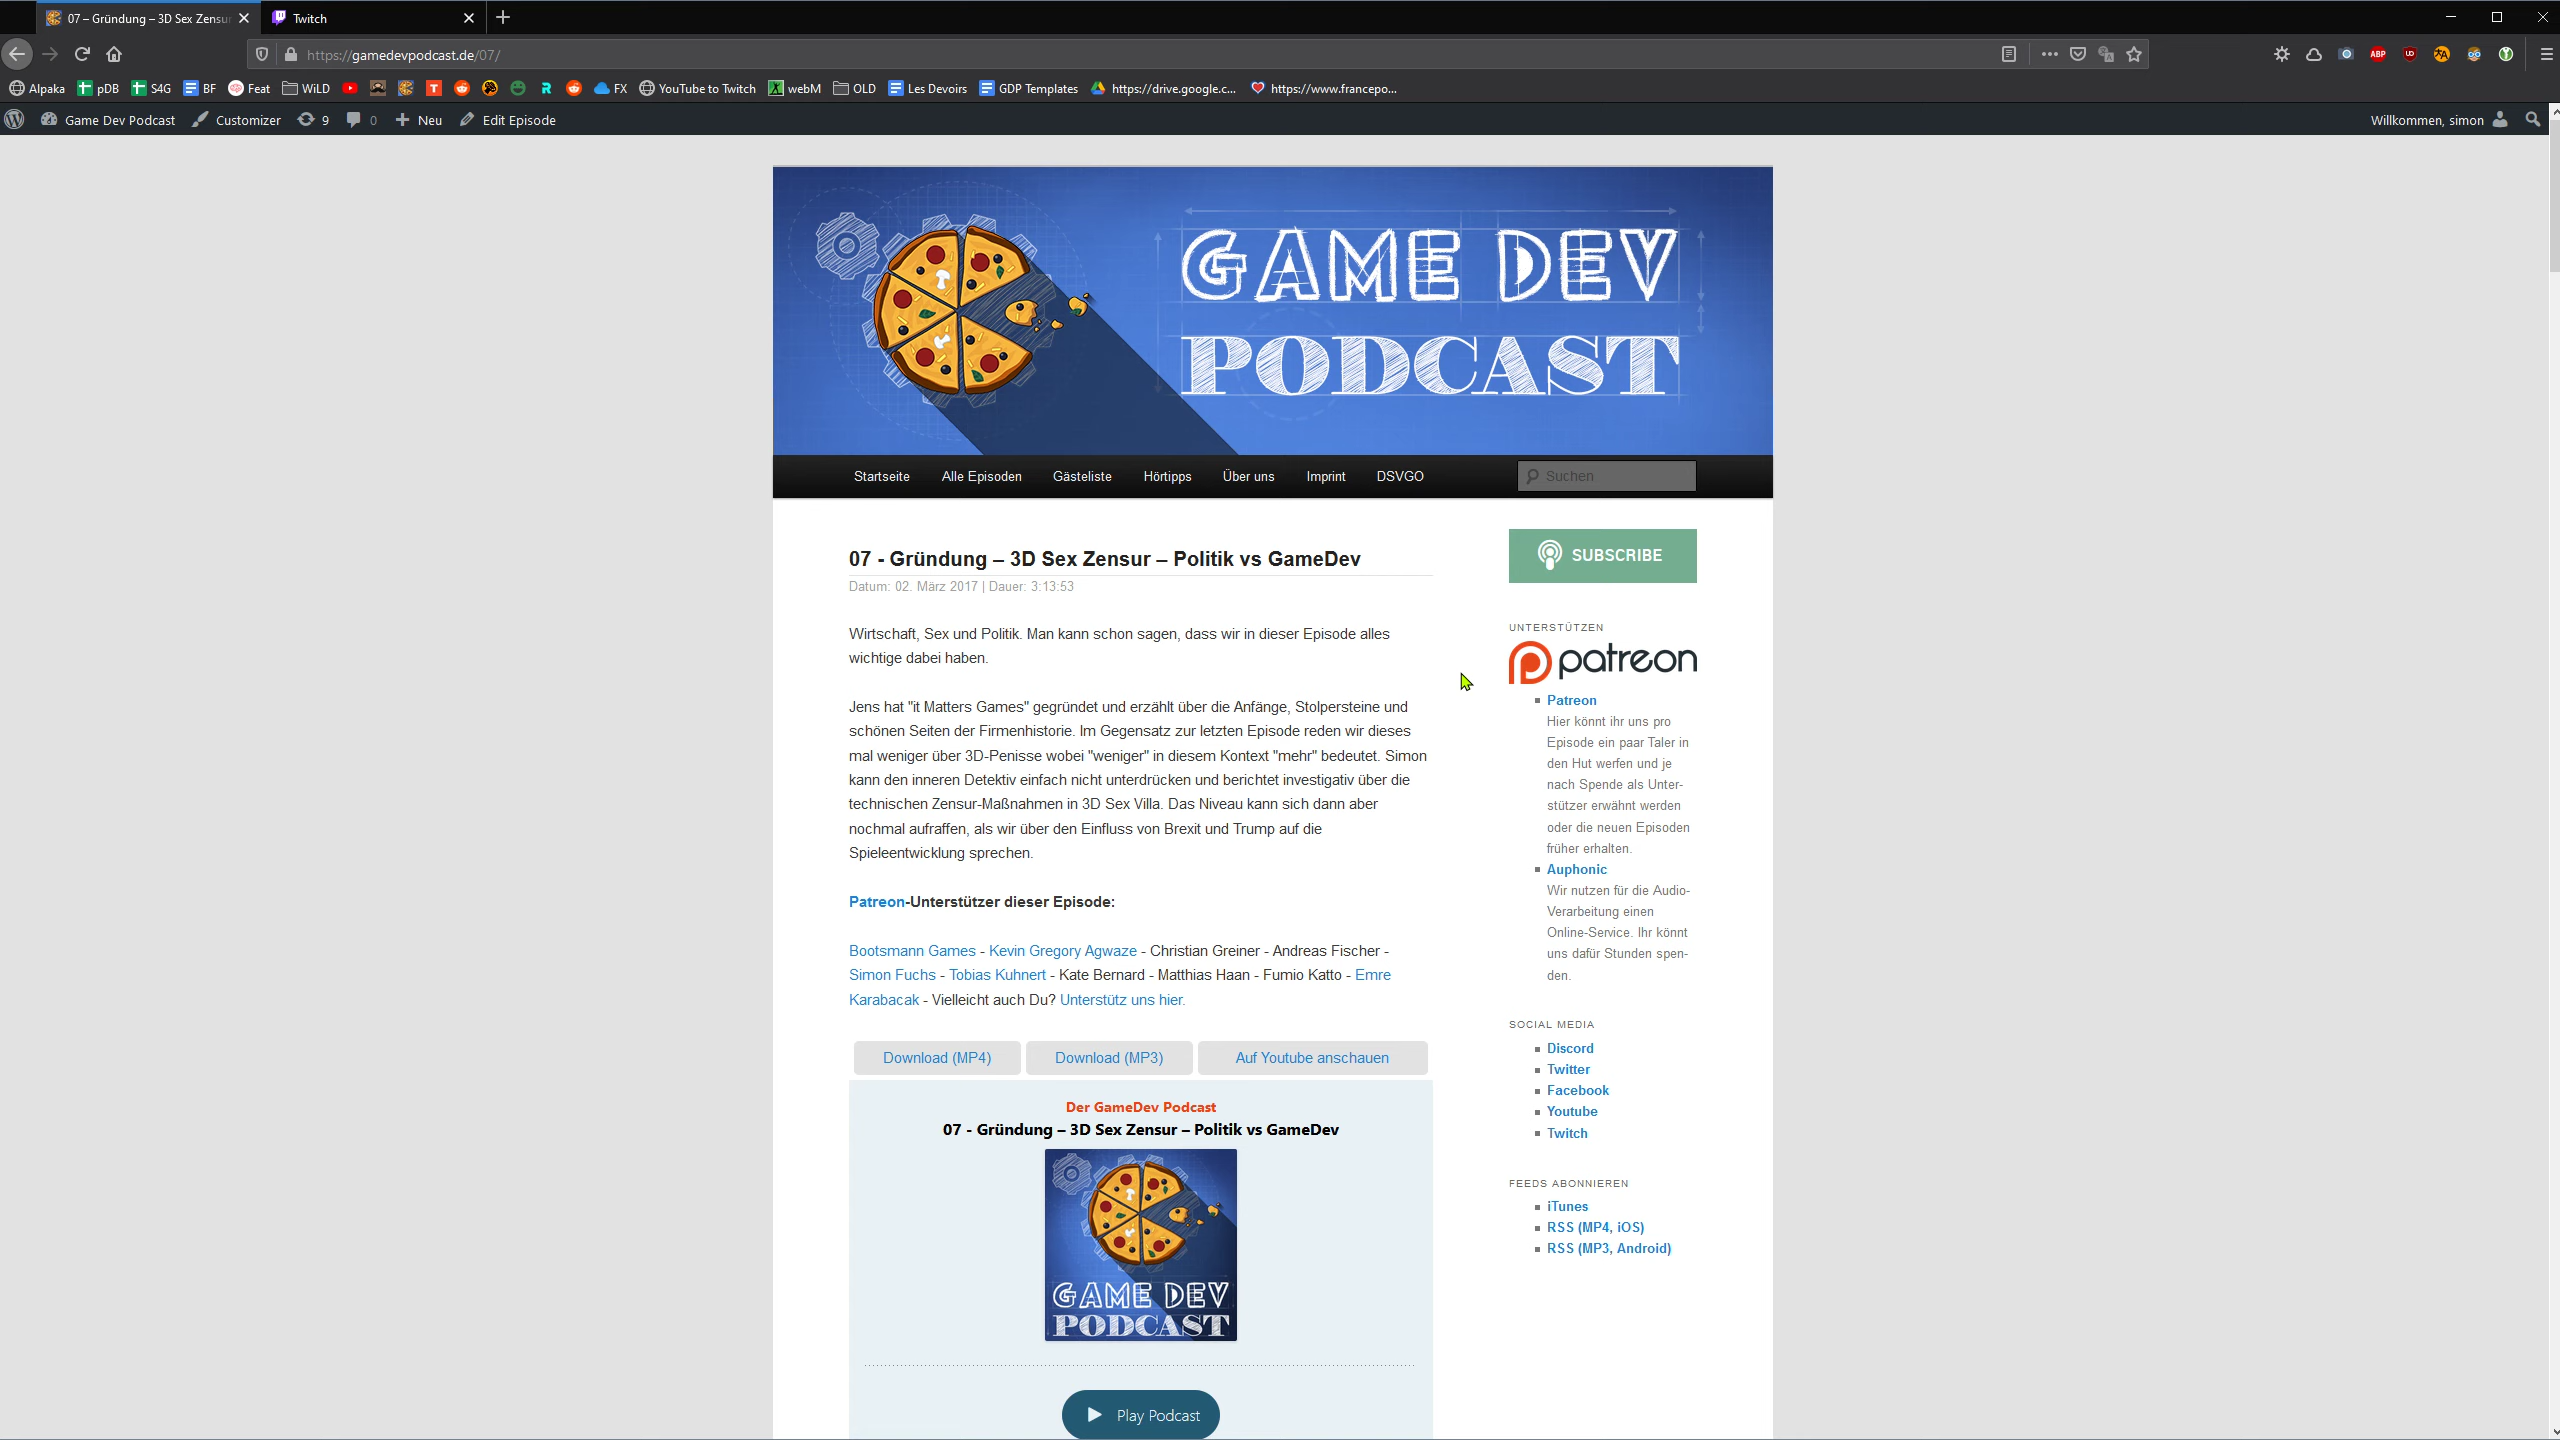 07 – Gründung – 3D Sex Zensur
Twitch
https://gamedevpodcast.de/07/
Alpaka
pDB
S4G
BF
Feat
WiLD
FX
YouTube to Twitch
webM
OLD
Les Devoirs
GDP Templates
https://drive.google.c...
https://www.francepo...
Game Dev Podcast
Customizer
9
0
Neu
Edit Episode
Willkommen, simon
GAME DEV
PODCAST
Startseite
Alle Episoden
Gästeliste
Hörtipps
Über uns
Imprint
DSVGO
Suchen
07 - Gründung – 3D Sex Zensur – Politik vs GameDev
Datum: 02. März 2017 | Dauer: 3:13:53
Wirtschaft, Sex und Politik. Man kann schon sagen, dass wir in dieser Episode alles
wichtige dabei haben.
Jens hat "it Matters Games" gegründet und erzählt über die Anfänge, Stolpersteine und
schönen Seiten der Firmenhistorie. Im Gegensatz zur letzten Episode reden wir dieses
mal weniger über 3D-Penisse wobei "weniger" in diesem Kontext "mehr" bedeutet. Simon
kann den inneren Detektiv einfach nicht unterdrücken und berichtet investigativ über die
technischen Zensur-Maßnahmen in 3D Sex Villa. Das Niveau kann sich dann aber
nochmal aufraffen, als wir über den Einfluss von Brexit und Trump auf die
Spieleentwicklung sprechen.
Patreon-Unterstützer dieser Episode:
Bootsmann Games - Kevin Gregory Agwaze - Christian Greiner - Andreas Fischer -
Simon Fuchs - Tobias Kuhnert - Kate Bernard - Matthias Haan - Fumio Katto - Emre
Karabacak - Vielleicht auch Du? Unterstütz uns hier.
Download (MP4)
Download (MP3)
Auf Youtube anschauen
Der GameDev Podcast
07 - Gründung – 3D Sex Zensur – Politik vs GameDev
GAME DEV
PODCAST
Play Podcast
SUBSCRIBE
UNTERSTÜTZEN
patreon
Patreon
Hier könnt ihr uns pro
Episode ein paar Taler in
den Hut werfen und je
nach Spende als Unter-
stützer erwähnt werden
oder die neuen Episoden
früher erhalten.
Auphonic
Wir nutzen für die Audio-
Verarbeitung einen
Online-Service. Ihr könnt
uns dafür Stunden spen-
den.
SOCIAL MEDIA
Discord
Twitter
Facebook
Youtube
Twitch
FEEDS ABONNIEREN
iTunes
RSS (MP4, iOS)
RSS (MP3, Android)